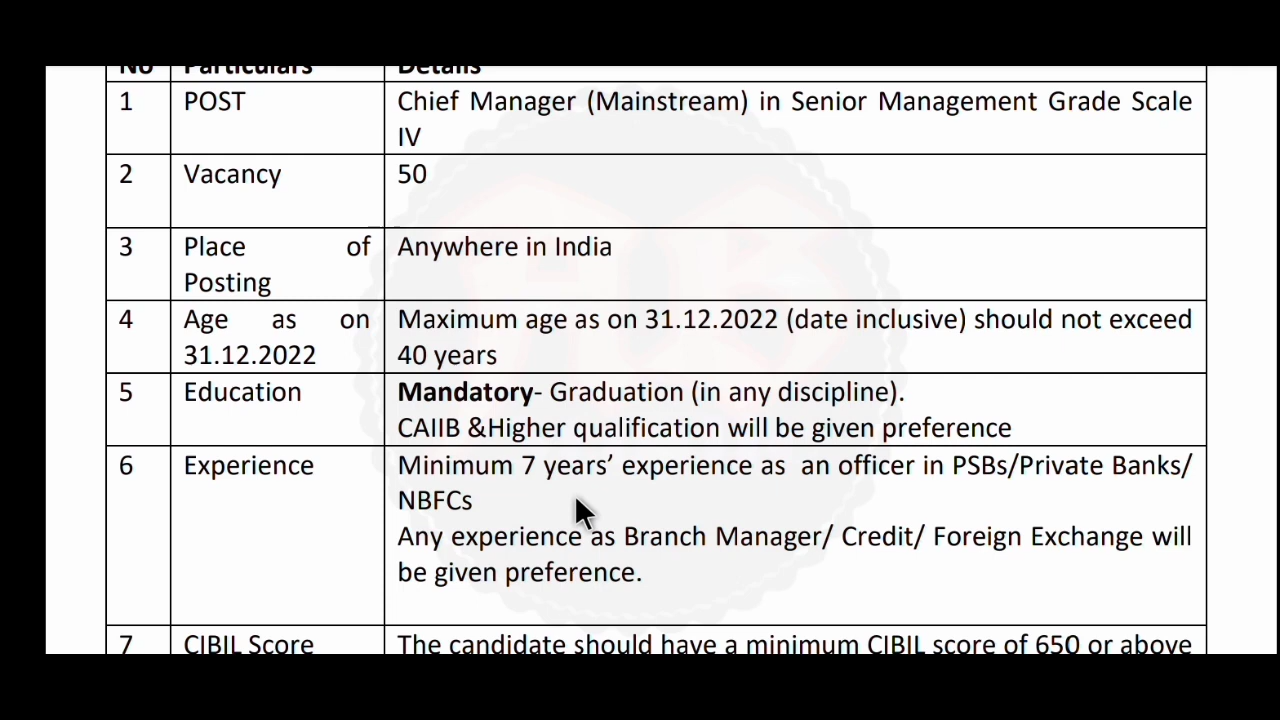 No Particulars Details
1 POST Chief Manager (Mainstream) in Senior Management Grade Scale
IV
2 Vacancy 50
3 Place of Anywhere in India
Posting
4 Age as on Maximum age as on 31.12.2022 (date inclusive) should not exceed
31.12.2022 40 years
5 Education Mandatory- Graduation (in any discipline).
CAIIB &Higher qualification will be given preference
6 Experience Minimum 7 years’ experience as an officer in PSBs/Private Banks/
NBFCs
Any experience as Branch Manager/ Credit/ Foreign Exchange will
be given preference.
7 CIBIL Score The candidate should have a minimum CIBIL score of 650 or above